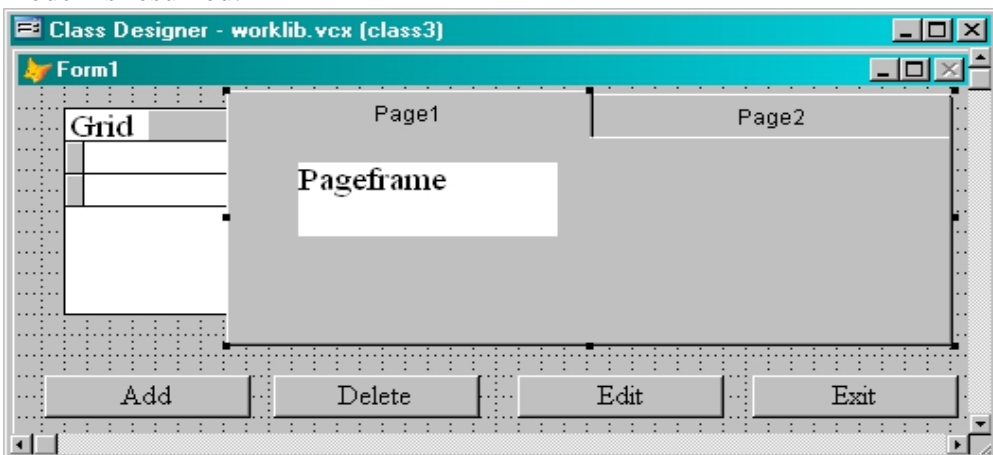 Class Designer - worklib.vcx (class3)
Form1
Page1 Page2
Grid
Pageframe
Add Delete Edit Exit